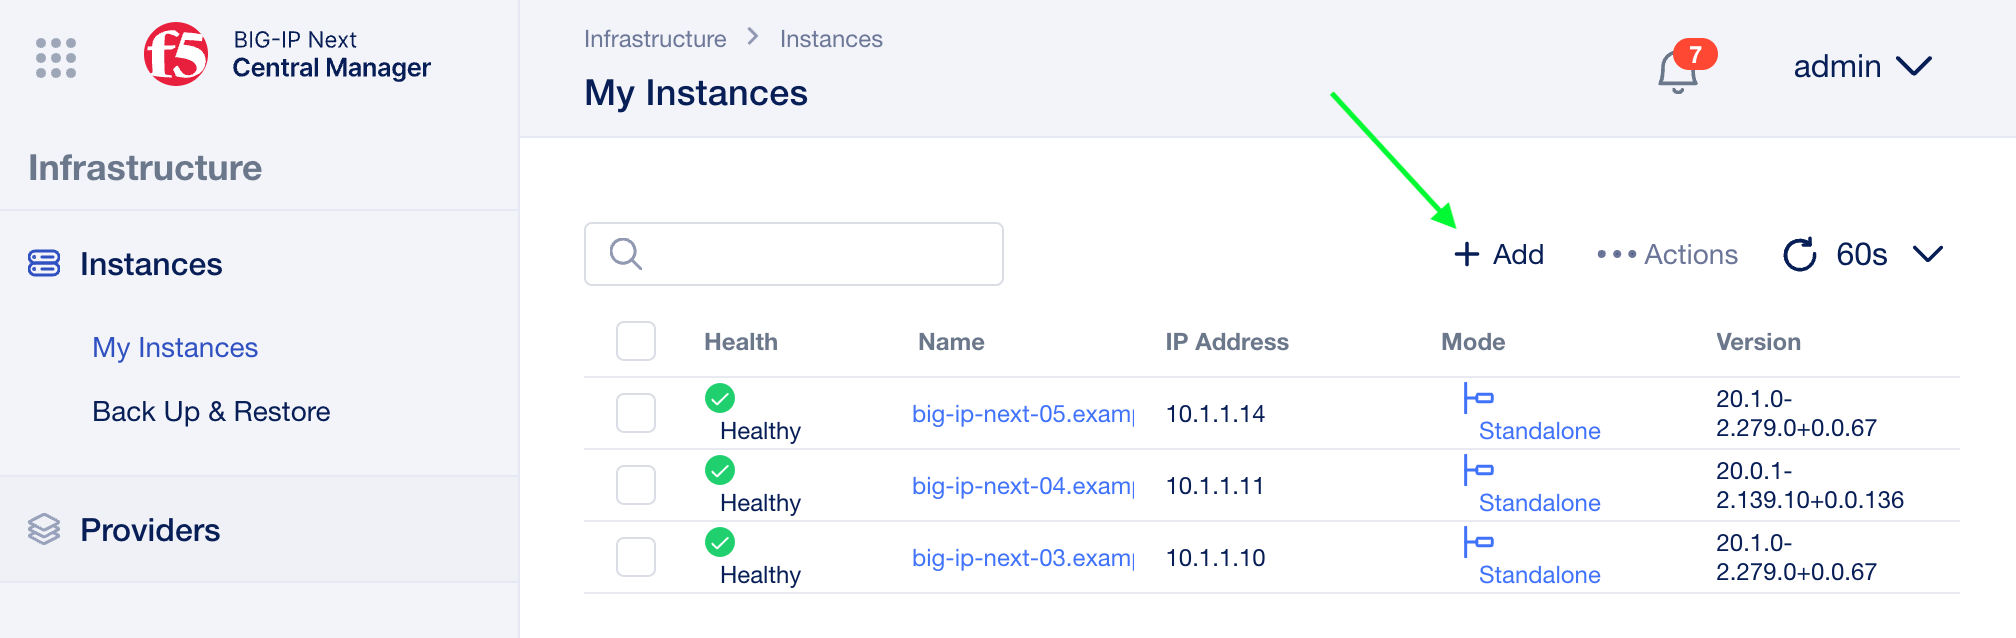 f5
BIG-IP Next
Central Manager
Infrastructure
Instances
My Instances
Back Up & Restore
Providers
Infrastructure > Instances
My Instances
7
admin
+ Add
••• Actions
60s
Health Name IP Address Mode Version
Healthy big-ip-next-05.examp 10.1.1.14 Standalone 20.1.0-
2.279.0+0.0.67
Healthy big-ip-next-04.examp 10.1.1.11 Standalone 20.0.1-
2.139.10+0.0.136
Healthy big-ip-next-03.examp 10.1.1.10 Standalone 20.1.0-
2.279.0+0.0.67